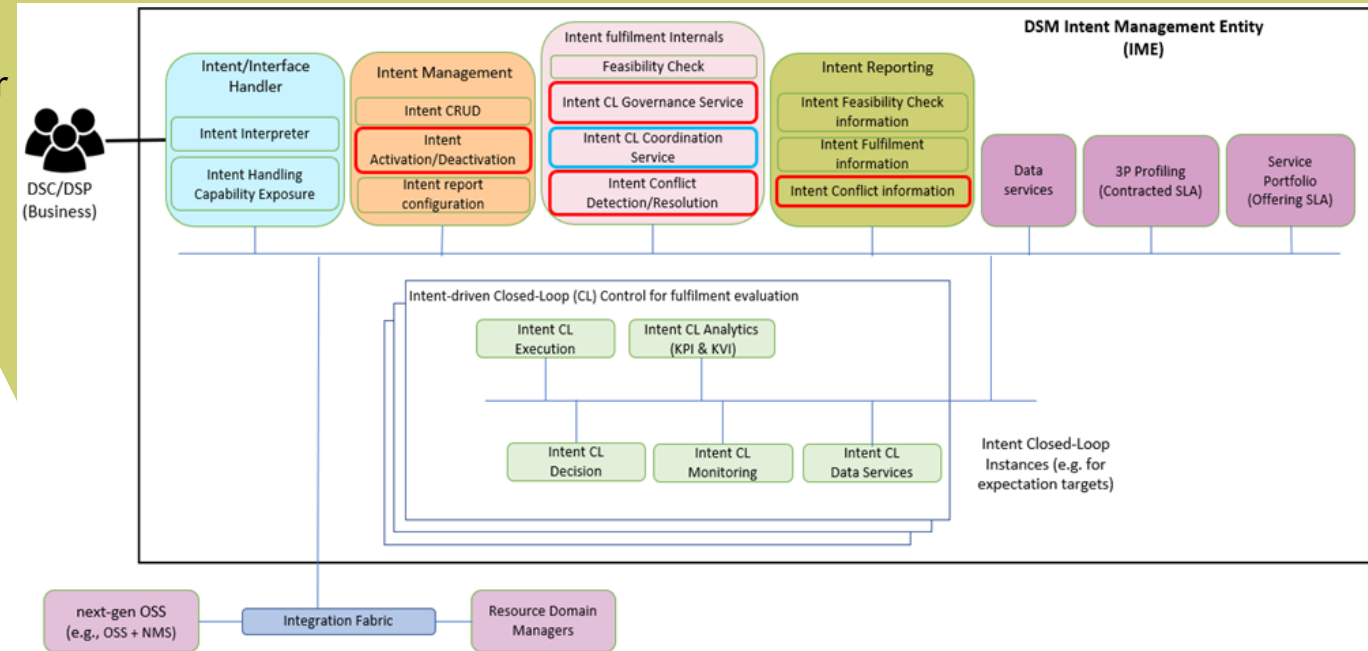 r
DSM Intent Management Entity
(IME)
DSC/DSP
(Business)
Intent/Interface
Handler
Intent Interpreter
Intent Handling
Capability Exposure
Intent Management
Intent CRUD
Intent
Activation/Deactivation
Intent report
configuration
Intent fulfilment Internals
Feasibility Check
Intent CL Governance Service
Intent CL Coordination
Service
Intent Conflict
Detection/Resolution
Intent Reporting
Intent Feasibility Check
information
Intent Fulfilment
information
Intent Conflict information
Data
services
3P Profiling
(Contracted SLA)
Service
Portfolio
(Offering SLA)
Intent-driven Closed-Loop (CL) Control for fulfilment evaluation
Intent CL
Execution
Intent CL Analytics
(KPI & KVI)
Intent CL
Decision
Intent CL
Monitoring
Intent CL
Data Services
Intent Closed-Loop
Instances (e.g. for
expectation targets)
next-gen OSS
(e.g., OSS + NMS)
Integration Fabric
Resource Domain
Managers